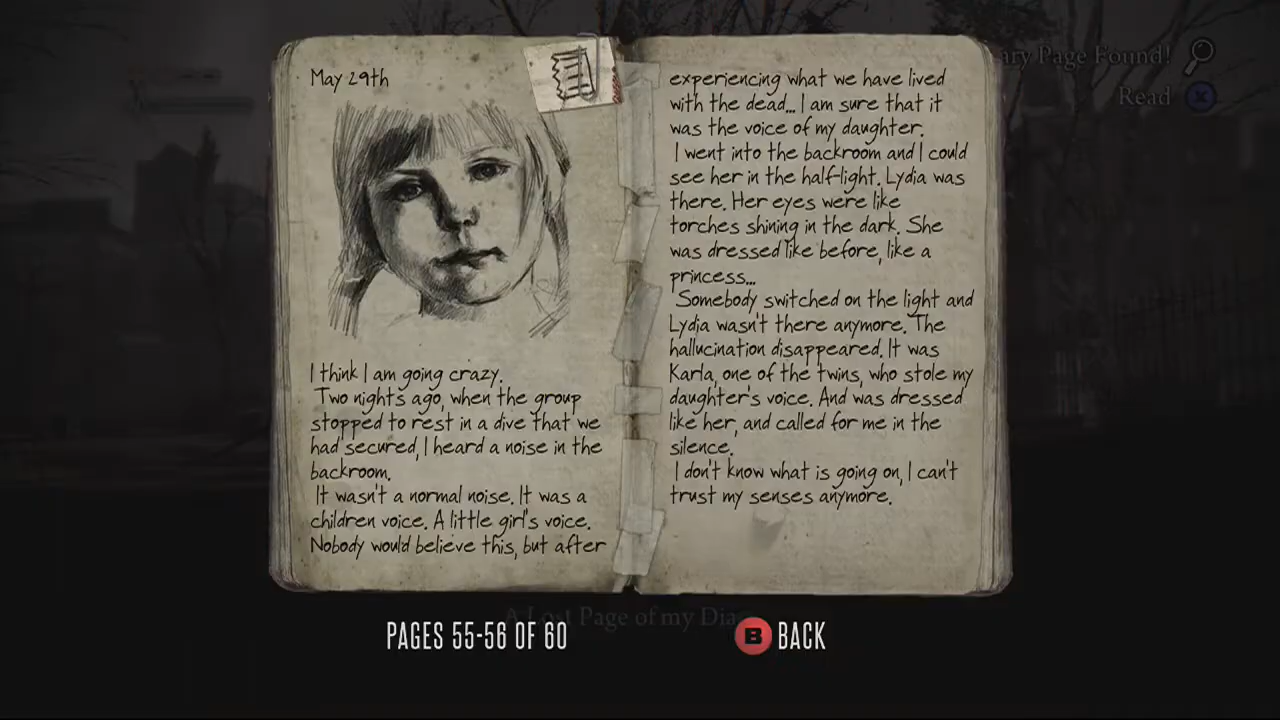 May 29th
I think I am going crazy.
Two nights ago, when the group
stopped to rest in a dive that we
had secured, I heard a noise in the
backroom.
It wasn't a normal noise. It was a
children voice. A little girl's voice.
Nobody would believe this, but after
experiencing what we have lived
with the dead... I am sure that it
was the voice of my daughter.
I went into the backroom and I could
see her in the half-light. Lydia was
there. Her eyes were like
torches shining in the dark. She
was dressed like before, like a
princess...
Somebody switched on the light and
Lydia wasn't there anymore. The
hallucination disappeared. It was
Karla, one of the twins, who stole my
daughter's voice. And was dressed
like her, and called for me in the
silence.
I don't know what is going on, I can't
trust my senses anymore.
ary Page Found!
Read X
A Lost Page of my Dia
PAGES 55-56 OF 60
B BACK